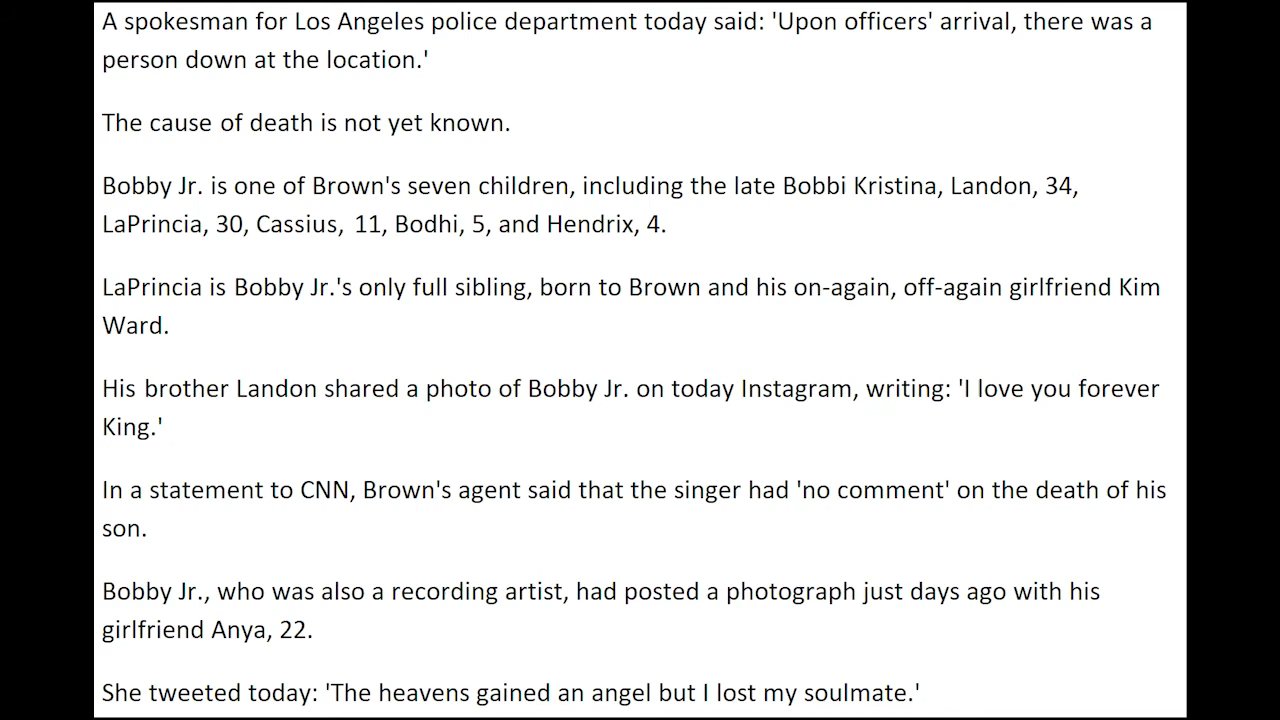 A spokesman for Los Angeles police department today said: 'Upon officers' arrival, there was a
person down at the location.'
The cause of death is not yet known.
Bobby Jr. is one of Brown's seven children, including the late Bobbi Kristina, Landon, 34,
LaPrincia, 30, Cassius, 11, Bodhi, 5, and Hendrix, 4.
LaPrincia is Bobby Jr.'s only full sibling, born to Brown and his on-again, off-again girlfriend Kim
Ward.
His brother Landon shared a photo of Bobby Jr. on today Instagram, writing: 'I love you forever
King.'
In a statement to CNN, Brown's agent said that the singer had 'no comment' on the death of his
son.
Bobby Jr., who was also a recording artist, had posted a photograph just days ago with his
girlfriend Anya, 22.
She tweeted today: 'The heavens gained an angel but I lost my soulmate.'